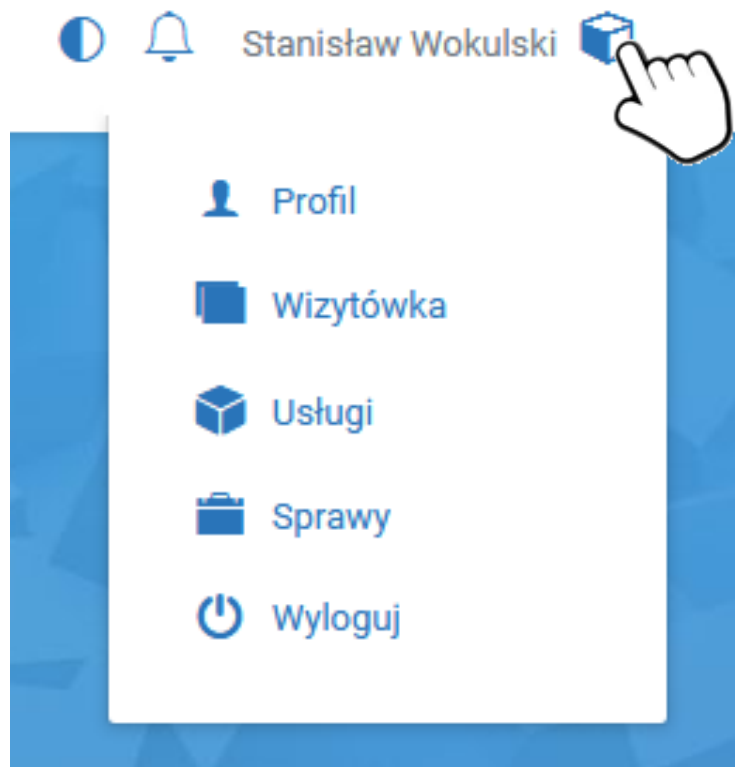 Stanisław Wokulski
Profil
Wizytówka
Usługi
Sprawy
Wyloguj